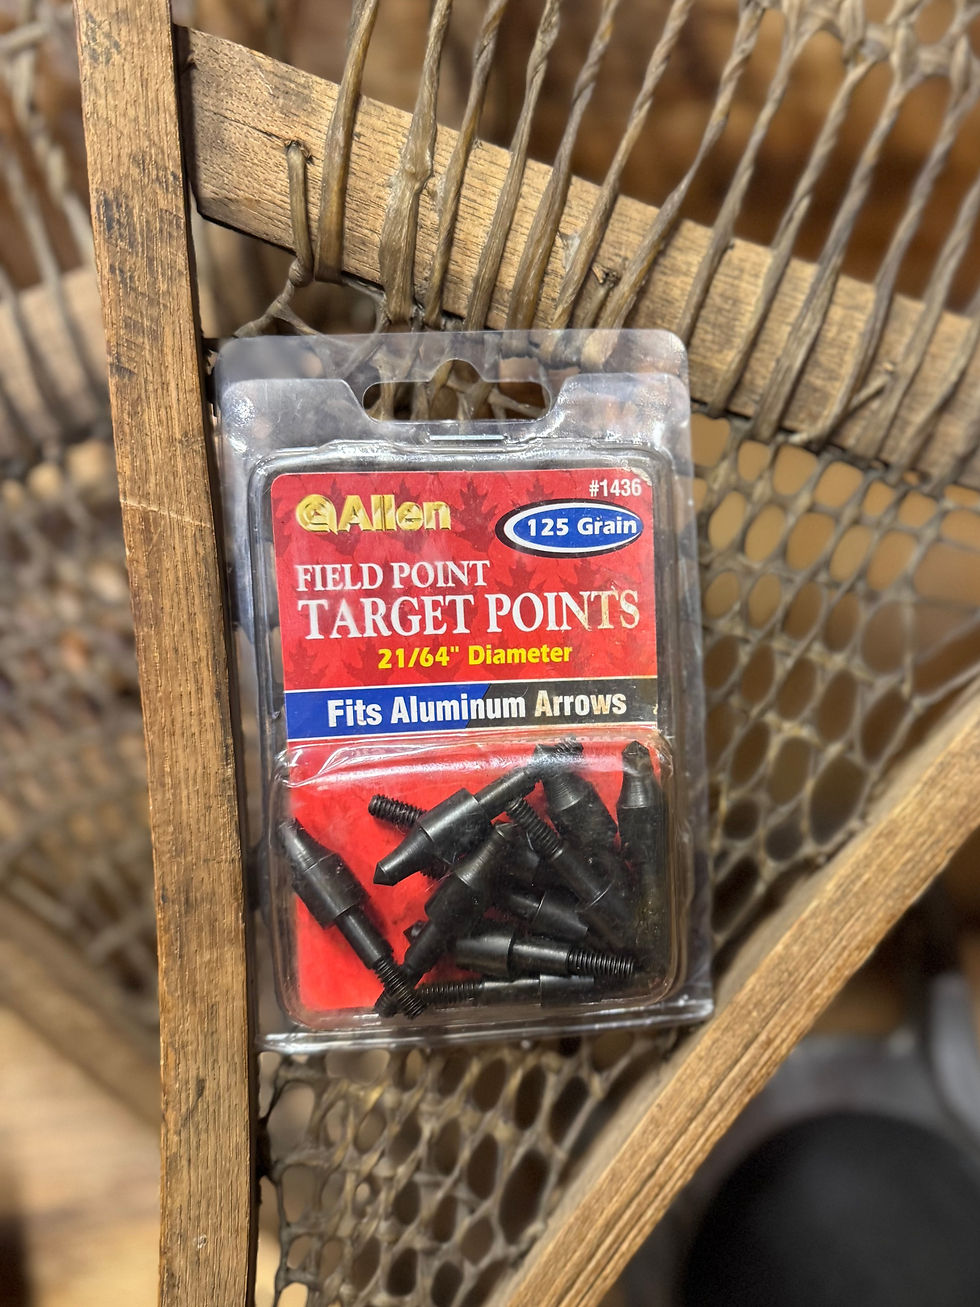 #1436
Allen
125 Grain
FIELD POINT
TARGET POINTS
21/64" Diameter
Fits Aluminum Arrows